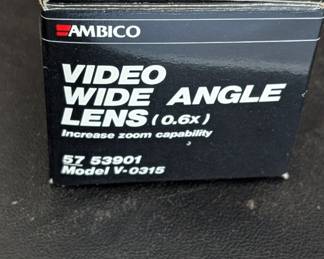 AMBICO
VIDEO
WIDE ANGLE
LENS (0.6x)
Increase zoom capability
57 53901
Model V-0315